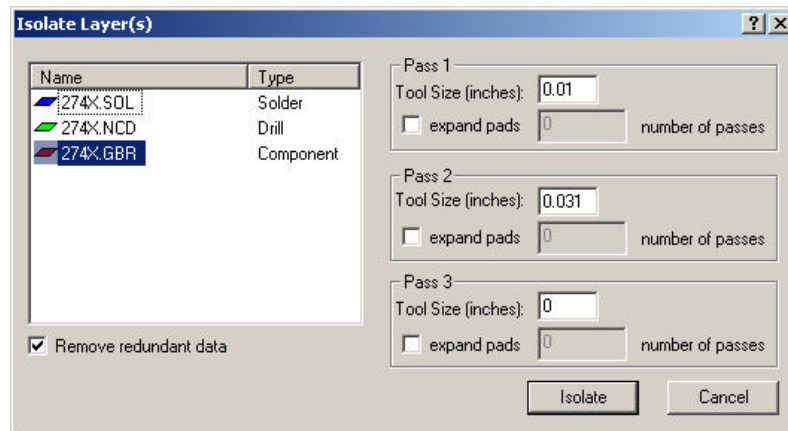 Isolate Layer(s)
Name Type
274X.SOL Solder
274X.NCD Drill
274X.GBR Component
Remove redundant data
Pass 1
Tool Size (inches): 0.01
expand pads 0 number of passes
Pass 2
Tool Size (inches): 0.031
expand pads 0 number of passes
Pass 3
Tool Size (inches): 0
expand pads 0 number of passes
Isolate Cancel